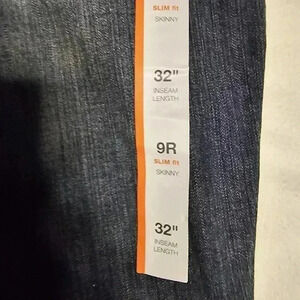 SLIM fit
SKINNY
32"
INSEAM
LENGTH
9R
SLIM fit
SKINNY
32"
INSEAM
LENGTH